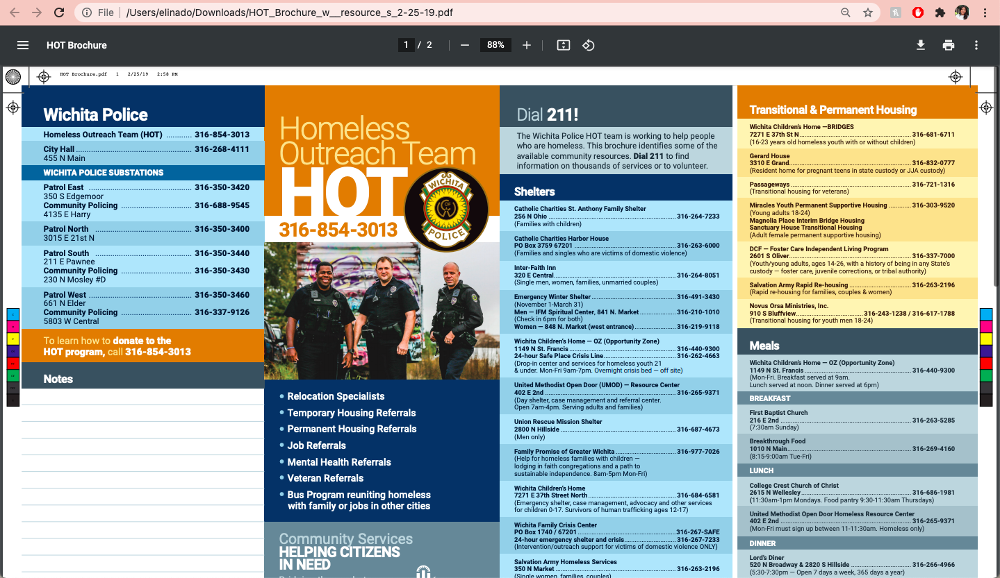 File
/Users/elinado/Downloads/HOT_Brochure_w__resource_s_2-25-19.pdf
HOT Brochure
1 / 2
88%
HOT Brochure.pdf 1 2/25/19 2:58 PM
Wichita Police
Homeless Outreach Team (HOT) ............ 316-854-3013
City Hall ............ 316-268-4111
455 N Main
WICHITA POLICE SUBSTATIONS
Patrol East ............ 316-350-3420
350 S Edgemoor
Community Policing ............ 316-688-9545
4135 E Harry
Patrol North ............ 316-350-3400
3015 E 21st N
Patrol South ............ 316-350-3440
211 E Pawnee
Community Policing ............ 316-350-3430
230 N Mosley #D
Patrol West ............ 316-350-3460
661 N Elder
Community Policing ............ 316-337-9126
5803 W Central
To learn how to donate to the
HOT program, call 316-854-3013
Notes
Homeless
Outreach Team
HOT
316-854-3013
WICHITA
POLICE
• Relocation Specialists
• Temporary Housing Referrals
• Permanent Housing Referrals
• Job Referrals
• Mental Health Referrals
• Veteran Referrals
• Bus Program reuniting homeless
with family or jobs in other cities
Community Services
HELPING CITIZENS
IN NEED
Dial 211!
The Wichita Police HOT team is working to help people
who are homeless. This brochure identifies some of the
available community resources. Dial 211 to find
information on thousands of services or to volunteer.
Shelters
Catholic Charities St. Anthony Family Shelter
256 N Ohio ............ 316-264-7233
(Families with children)
Catholic Charities Harbor House
PO Box 3759 67201 ............ 316-263-6000
(Families and singles who are victims of domestic violence)
Inter-Faith Inn
320 E Central ............ 316-264-8051
(Single men, women, families, unmarried couples)
Emergency Winter Shelter ............ 316-491-3430
(November 1-March 31)
Men — IFM Spiritual Center, 841 N. Market ............ 316-210-1010
(Check in 6pm for both)
Women — 848 N. Market (west entrance) ............ 316-219-9118
Wichita Children's Home — OZ (Opportunity Zone)
1149 N St. Francis ............ 316-440-9300
24-hour Safe Place Crisis Line ............ 316-262-4663
(Drop-in center and services for homeless youth 21
& under. Mon-Fri 9am-7pm. Overnight crisis bed — off site)
United Methodist Open Door (UMOD) — Resource Center
402 E 2nd ............ 316-265-9371
(Day shelter, case management and referral center.
Open 7am-4pm. Serving adults and families)
Union Rescue Mission Shelter
2800 N Hillside ............ 316-687-4673
(Men only)
Family Promise of Greater Wichita ............ 316-977-7026
(Help for homeless families with children —
lodging in faith congregations and a path to
sustainable independence. 8am-5pm Mon-Fri)
Wichita Children's Home
7271 E 37th Street North ............ 316-684-6581
(Emergency shelter, case management, advocacy and other services
for children 0-17. Survivors of human trafficking ages 12-17)
Wichita Family Crisis Center
PO Box 1740 / 67201 ............ 316-267-SAFE
24-hour emergency shelter and crisis ............ 316-267-7233
(Intervention/outreach support for victims of domestic violence ONLY)
Salvation Army Homeless Services
350 N Market ............ 316-263-2196
(Single women, families, couples)
Transitional & Permanent Housing
Wichita Children's Home —BRIDGES
7271 E 37th St N ............ 316-681-6711
(16-23 years old homeless youth with or without children)
Gerard House
3310 E Grand ............ 316-832-0777
(Resident home for pregnant teens in state custody or JJA custody)
Passageways ............ 316-721-1316
(Transitional housing for veterans)
Miracles Youth Permanent Supportive Housing ............ 316-303-9520
(Young adults 18-24)
Magnolia Place Interim Bridge Housing
Sanctuary House Transitional Housing
(Adult female permanent supportive housing)
DCF — Foster Care Independent Living Program
2601 S Oliver ............ 316-337-7000
(Youth/young adults, ages 14-26, with a history of being in any State's
custody — foster care, juvenile corrections, or tribal authority)
Salvation Army Rapid Re-housing ............ 316-263-2196
(Rapid re-housing for families, couples & women)
Novus Orsa Ministries, Inc.
910 S Bluffview ............ 316-243-1238 / 316-617-1788
(Transitional housing for youth men 18-24)
Meals
Wichita Children's Home — OZ (Opportunity Zone)
1149 N St. Francis ............ 316-440-9300
(Mon-Fri. Breakfast served at 9am.
Lunch served at noon. Dinner served at 6pm)
BREAKFAST
First Baptist Church
216 E 2nd ............ 316-263-5285
(7:30am Sunday)
Breakthrough Food
1010 N Main ............ 316-269-4160
(8:15-9:00am Tue-Fri)
LUNCH
College Crest Church of Christ
2615 N Wellesley ............ 316-686-1981
(11:30am-1pm Mondays. Food pantry 9:30-11:30am Thursdays)
United Methodist Open Door Homeless Resource Center
402 E 2nd ............ 316-265-9371
(Mon-Fri must sign up between 11-11:30am. Homeless only)
DINNER
Lord's Diner
520 N Broadway & 2820 S Hillside ............ 316-266-4966
(5:30-7:30pm — Open 7 days a week, 365 days a year)